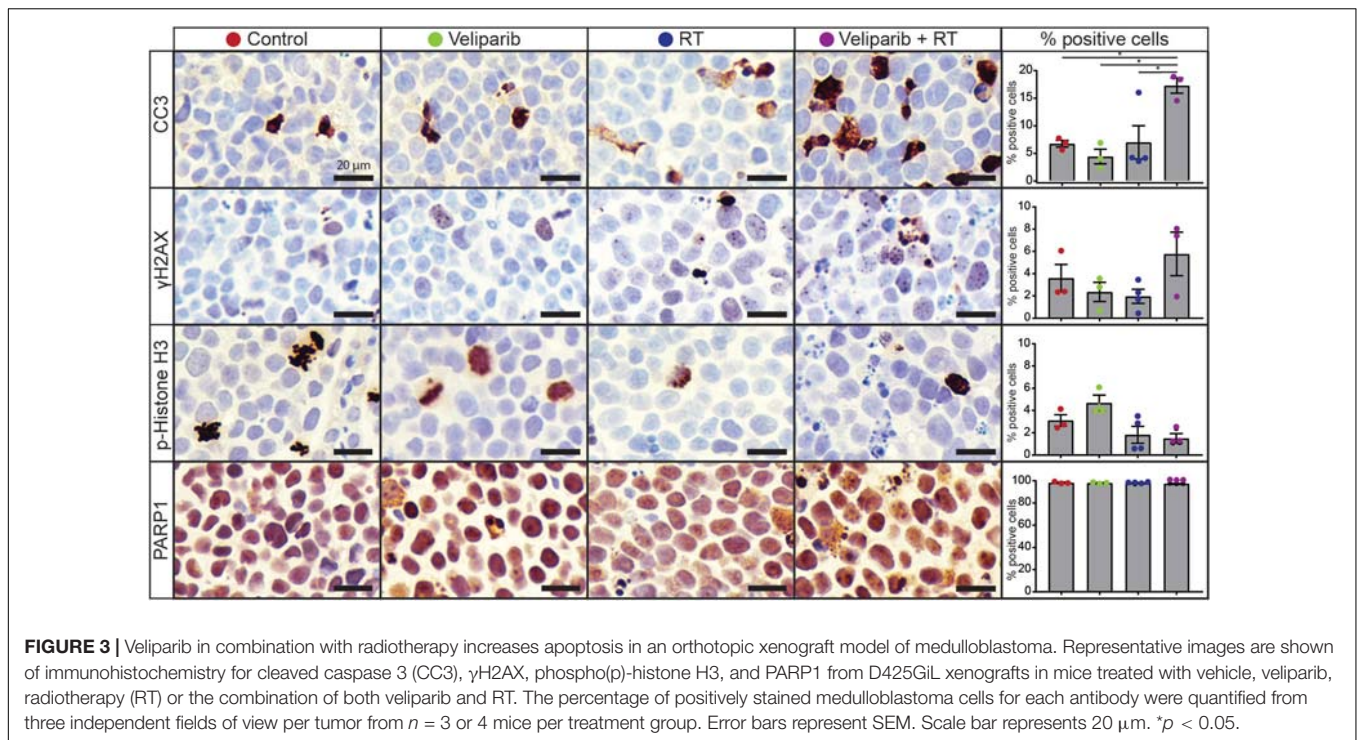 Control Veliparib RT Veliparib + RT % positive cells
CC3
20 µm
% positive cells
20
15
10
5
0
* * *
γH2AX
% positive cells
10
8
6
4
2
0
p-Histone H3
% positive cells
10
8
6
4
2
0
PARP1
% positive cells
100
80
60
40
20
0
FIGURE 3 | Veliparib in combination with radiotherapy increases apoptosis in an orthotopic xenograft model of medulloblastoma. Representative images are shown
of immunohistochemistry for cleaved caspase 3 (CC3), γH2AX, phospho(p)-histone H3, and PARP1 from D425GiL xenografts in mice treated with vehicle, veliparib,
radiotherapy (RT) or the combination of both veliparib and RT. The percentage of positively stained medulloblastoma cells for each antibody were quantified from
three independent fields of view per tumor from n = 3 or 4 mice per treatment group. Error bars represent SEM. Scale bar represents 20 µm. *p < 0.05.